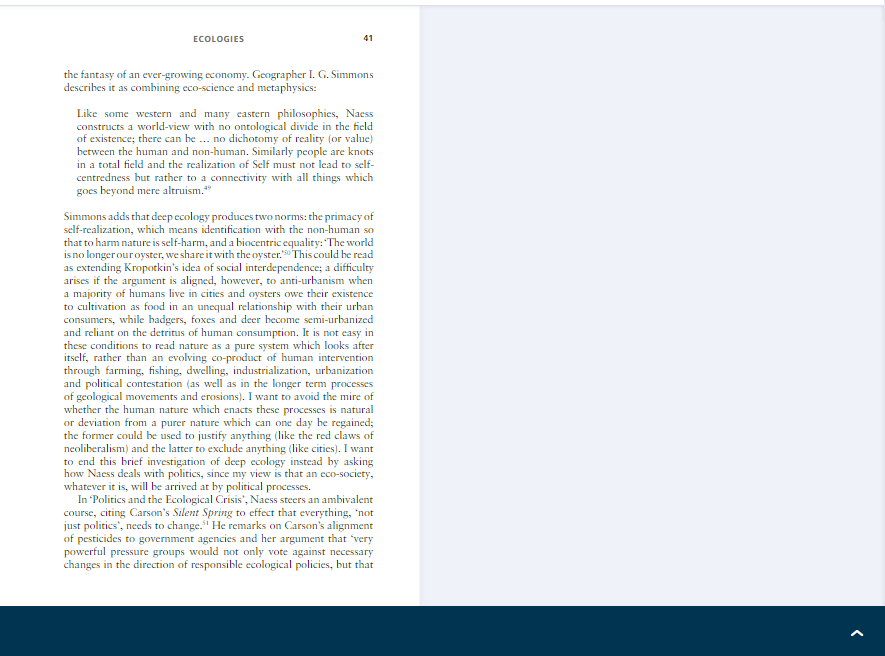 ECOLOGIES 41
the fantasy of an ever-growing economy. Geographer I. G. Simmons
describes it as combining eco-science and metaphysics:
Like some western and many eastern philosophies, Naess
constructs a world-view with no ontological divide in the field
of existence; there can be … no dichotomy of reality (or value)
between the human and non-human. Similarly people are knots
in a total field and the realization of Self must not lead to self-
centredness but rather to a connectivity with all things which
goes beyond mere altruism.⁴⁹
Simmons adds that deep ecology produces two norms: the primacy of
self-realization, which means identification with the non-human so
that to harm nature is self-harm, and a biocentric equality: ‘The world
is no longer our oyster, we share it with the oyster.’⁵⁰ This could be read
as extending Kropotkin’s idea of social interdependence; a difficulty
arises if the argument is aligned, however, to anti-urbanism when
a majority of humans live in cities and oysters owe their existence
to cultivation as food in an unequal relationship with their urban
consumers, while badgers, foxes and deer become semi-urbanized
and reliant on the detritus of human consumption. It is not easy in
these conditions to read nature as a pure system which looks after
itself, rather than an evolving co-product of human intervention
through farming, fishing, dwelling, industrialization, urbanization
and political contestation (as well as in the longer term processes
of geological movements and erosions). I want to avoid the mire of
whether the human nature which enacts these processes is natural
or deviation from a purer nature which can one day be regained;
the former could be used to justify anything (like the red claws of
neoliberalism) and the latter to exclude anything (like cities). I want
to end this brief investigation of deep ecology instead by asking
how Naess deals with politics, since my view is that an eco-society,
whatever it is, will be arrived at by political processes.
In ‘Politics and the Ecological Crisis’, Naess steers an ambivalent
course, citing Carson’s Silent Spring to effect that everything, ‘not
just politics’, needs to change.⁵¹ He remarks on Carson’s alignment
of pesticides to government agencies and her argument that ‘very
powerful pressure groups would not only vote against necessary
changes in the direction of responsible ecological policies, but that